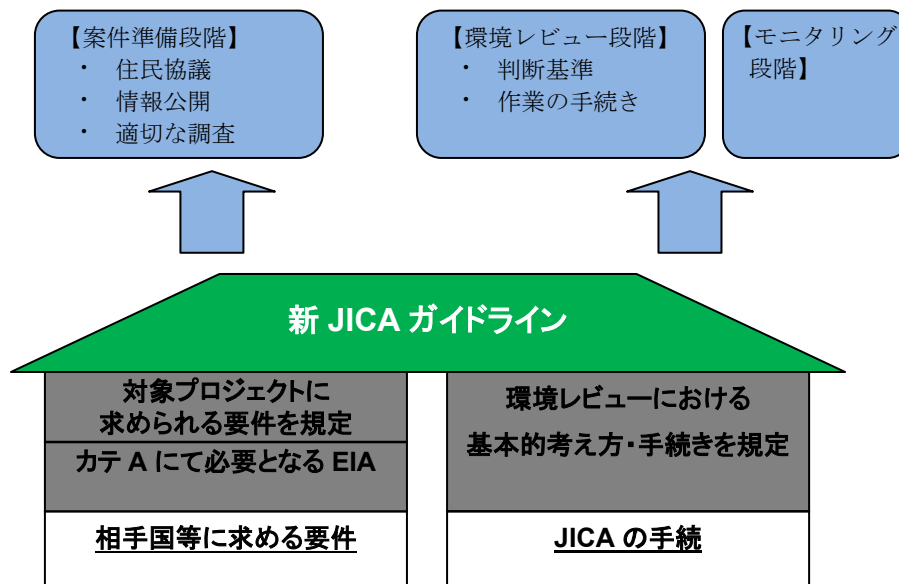 【案件準備段階】
・ 住民協議
・ 情報公開
・ 適切な調査
【環境レビュー段階】
・ 判断基準
・ 作業の手続き
【モニタリング
段階】
新 JICA ガイドライン
対象プロジェクトに
求められる要件を規定
カテ A にて必要となる EIA
相手国等に求める要件
環境レビューにおける
基本的考え方・手続きを規定
JICA の手続